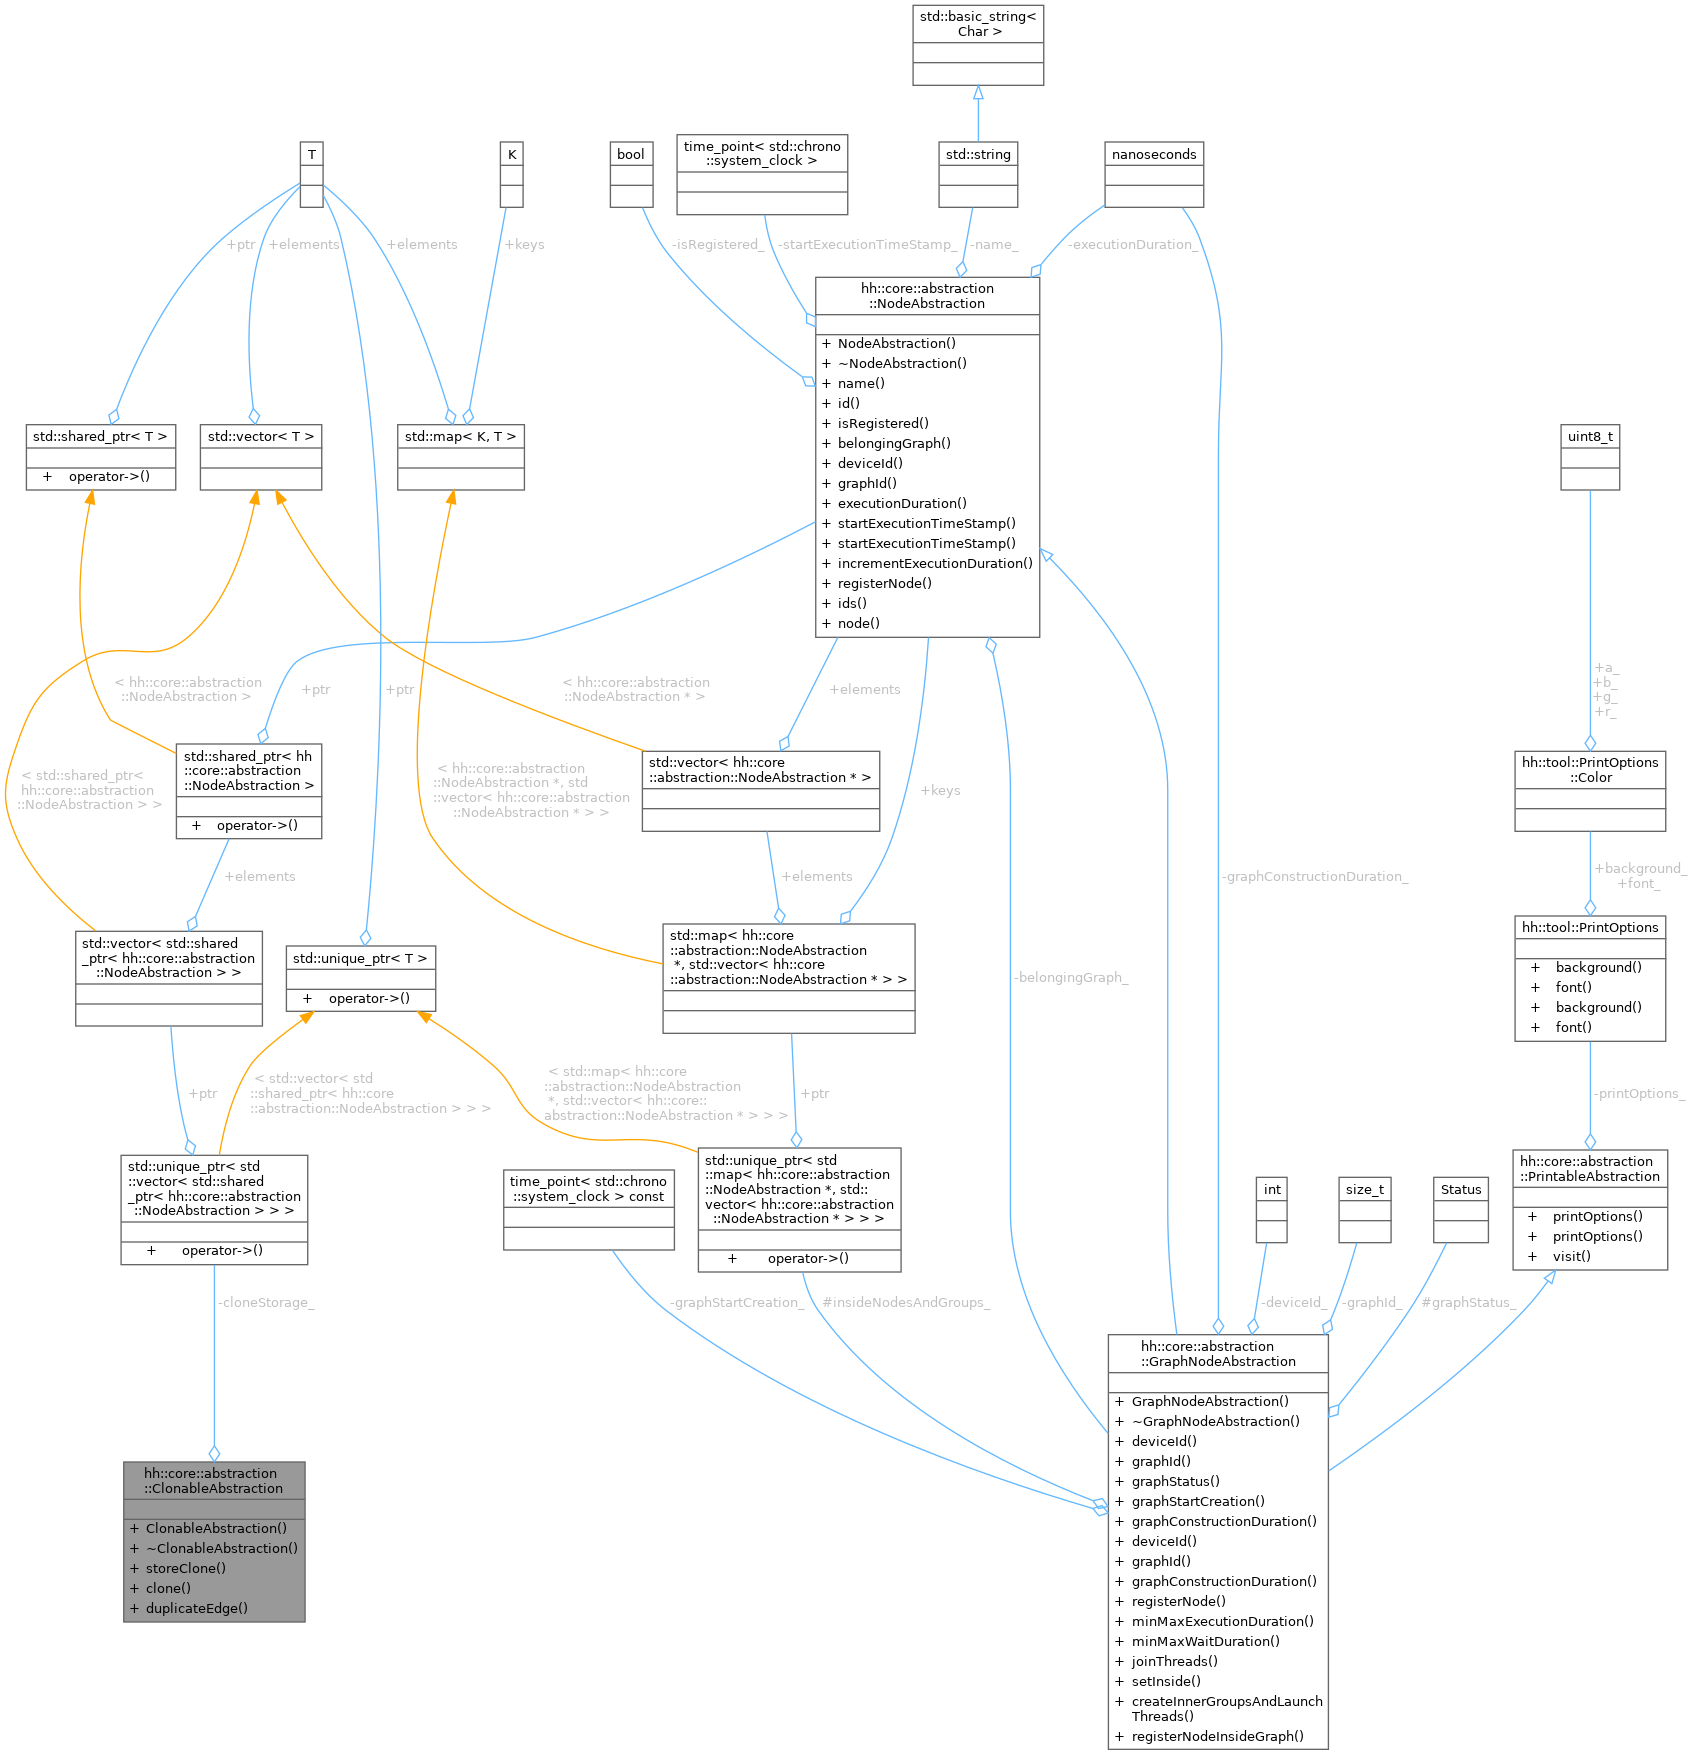 std::basic_string<
Char >
T
K
bool
time_point< std::chrono
::system_clock >
std::string
nanoseconds
+ptr
+elements
+elements
+keys
-isRegistered_
-startExecutionTimeStamp_
-name_
-executionDuration_
hh::core::abstraction
::NodeAbstraction
+ NodeAbstraction()
+ ~NodeAbstraction()
+ name()
+ id()
+ isRegistered()
+ belongingGraph()
+ deviceId()
+ graphId()
+ executionDuration()
+ startExecutionTimeStamp()
+ startExecutionTimeStamp()
+ incrementExecutionDuration()
+ registerNode()
+ ids()
+ node()
std::shared_ptr< T >
+ operator->()
std::vector< T >
std::map< K, T >
uint8_t
< hh::core::abstraction
::NodeAbstraction >
+ptr
+ptr
< hh::core::abstraction
::NodeAbstraction * >
+elements
+a_
+b_
+g_
+r_
< std::shared_ptr<
hh::core::abstraction
::NodeAbstraction > >
std::shared_ptr< hh
::core::abstraction
::NodeAbstraction >
+ operator->()
< hh::core::abstraction
::NodeAbstraction *, std
::vector< hh::core::abstraction
::NodeAbstraction * > >
std::vector< hh::core
::abstraction::NodeAbstraction * >
+keys
hh::tool::PrintOptions
::Color
+elements
+elements
-graphConstructionDuration_
+background_
+font_
std::vector< std::shared
_ptr< hh::core::abstraction
::NodeAbstraction > >
std::unique_ptr< T >
+ operator->()
std::map< hh::core
::abstraction::NodeAbstraction
*, std::vector< hh::core
::abstraction::NodeAbstraction * > >
-belongingGraph_
hh::tool::PrintOptions
+ background()
+ font()
+ background()
+ font()
+ptr
< std::vector< std
::shared_ptr< hh::core
::abstraction::NodeAbstraction > > >
< std::map< hh::core
::abstraction::NodeAbstraction
*, std::vector< hh::core::
abstraction::NodeAbstraction * > > >
+ptr
-printOptions_
std::unique_ptr< std
::vector< std::shared
_ptr< hh::core::abstraction
::NodeAbstraction > > >
+ operator->()
time_point< std::chrono
::system_clock > const
std::unique_ptr< std
::map< hh::core::abstraction
::NodeAbstraction *, std::
vector< hh::core::abstraction
::NodeAbstraction * > > >
+ operator->()
int
size_t
Status
hh::core::abstraction
::PrintableAbstraction
+ printOptions()
+ printOptions()
+ visit()
-cloneStorage_
-graphStartCreation_
#insideNodesAndGroups_
-deviceId_
-graphId_
#graphStatus_
hh::core::abstraction
::ClonableAbstraction
+ ClonableAbstraction()
+ ~ClonableAbstraction()
+ storeClone()
+ clone()
+ duplicateEdge()
hh::core::abstraction
::GraphNodeAbstraction
+ GraphNodeAbstraction()
+ ~GraphNodeAbstraction()
+ deviceId()
+ graphId()
+ graphStatus()
+ graphStartCreation()
+ graphConstructionDuration()
+ deviceId()
+ graphId()
+ graphConstructionDuration()
+ registerNode()
+ minMaxExecutionDuration()
+ minMaxWaitDuration()
+ joinThreads()
+ setInside()
+ createInnerGroupsAndLaunch
Threads()
+ registerNodeInsideGraph()